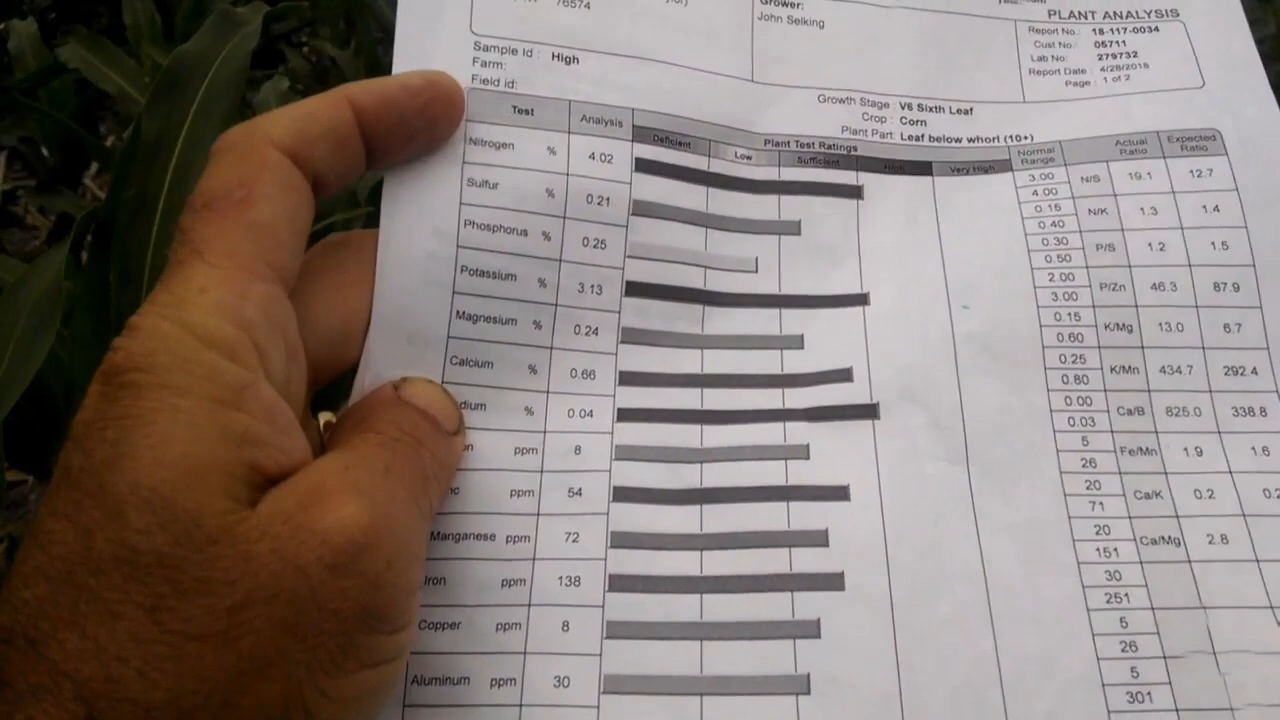 76574
Grower:
John Selking
PLANT ANALYSIS
Report No.: 18-117-0034
Cust No.: 05711
Lab No: 279732
Report Date: 4/28/2018
Page: 1 of 2
Sample Id: High
Farm:
Field id:
Growth Stage: V6 Sixth Leaf
Crop: Corn
Plant Part: Leaf below whorl (10+)
Test Analysis Plant Test Ratings Normal Range Actual Ratio Expected Ratio
Deficient Low Sufficient High Very High
Nitrogen % 4.02 3.00 4.00 N/S 19.1 12.7
Sulfur % 0.21 0.15 0.40 N/K 1.3 1.4
Phosphorus % 0.25 0.30 0.50 P/S 1.2 1.5
Potassium % 3.13 2.00 3.00 P/Zn 46.3 87.9
Magnesium % 0.24 0.15 0.60 K/Mg 13.0 6.7
Calcium % 0.66 0.25 0.80 K/Mn 434.7 292.4
dium % 0.04 0.00 0.03 Ca/B 825.0 338.8
on ppm 8 5 26 Fe/Mn 1.9 1.6
nc ppm 54 20 71 Ca/K 0.2 0.2
Manganese ppm 72 20 151 Ca/Mg 2.8
Iron ppm 138 30 251
Copper ppm 8 5 26
Aluminum ppm 30 5 301